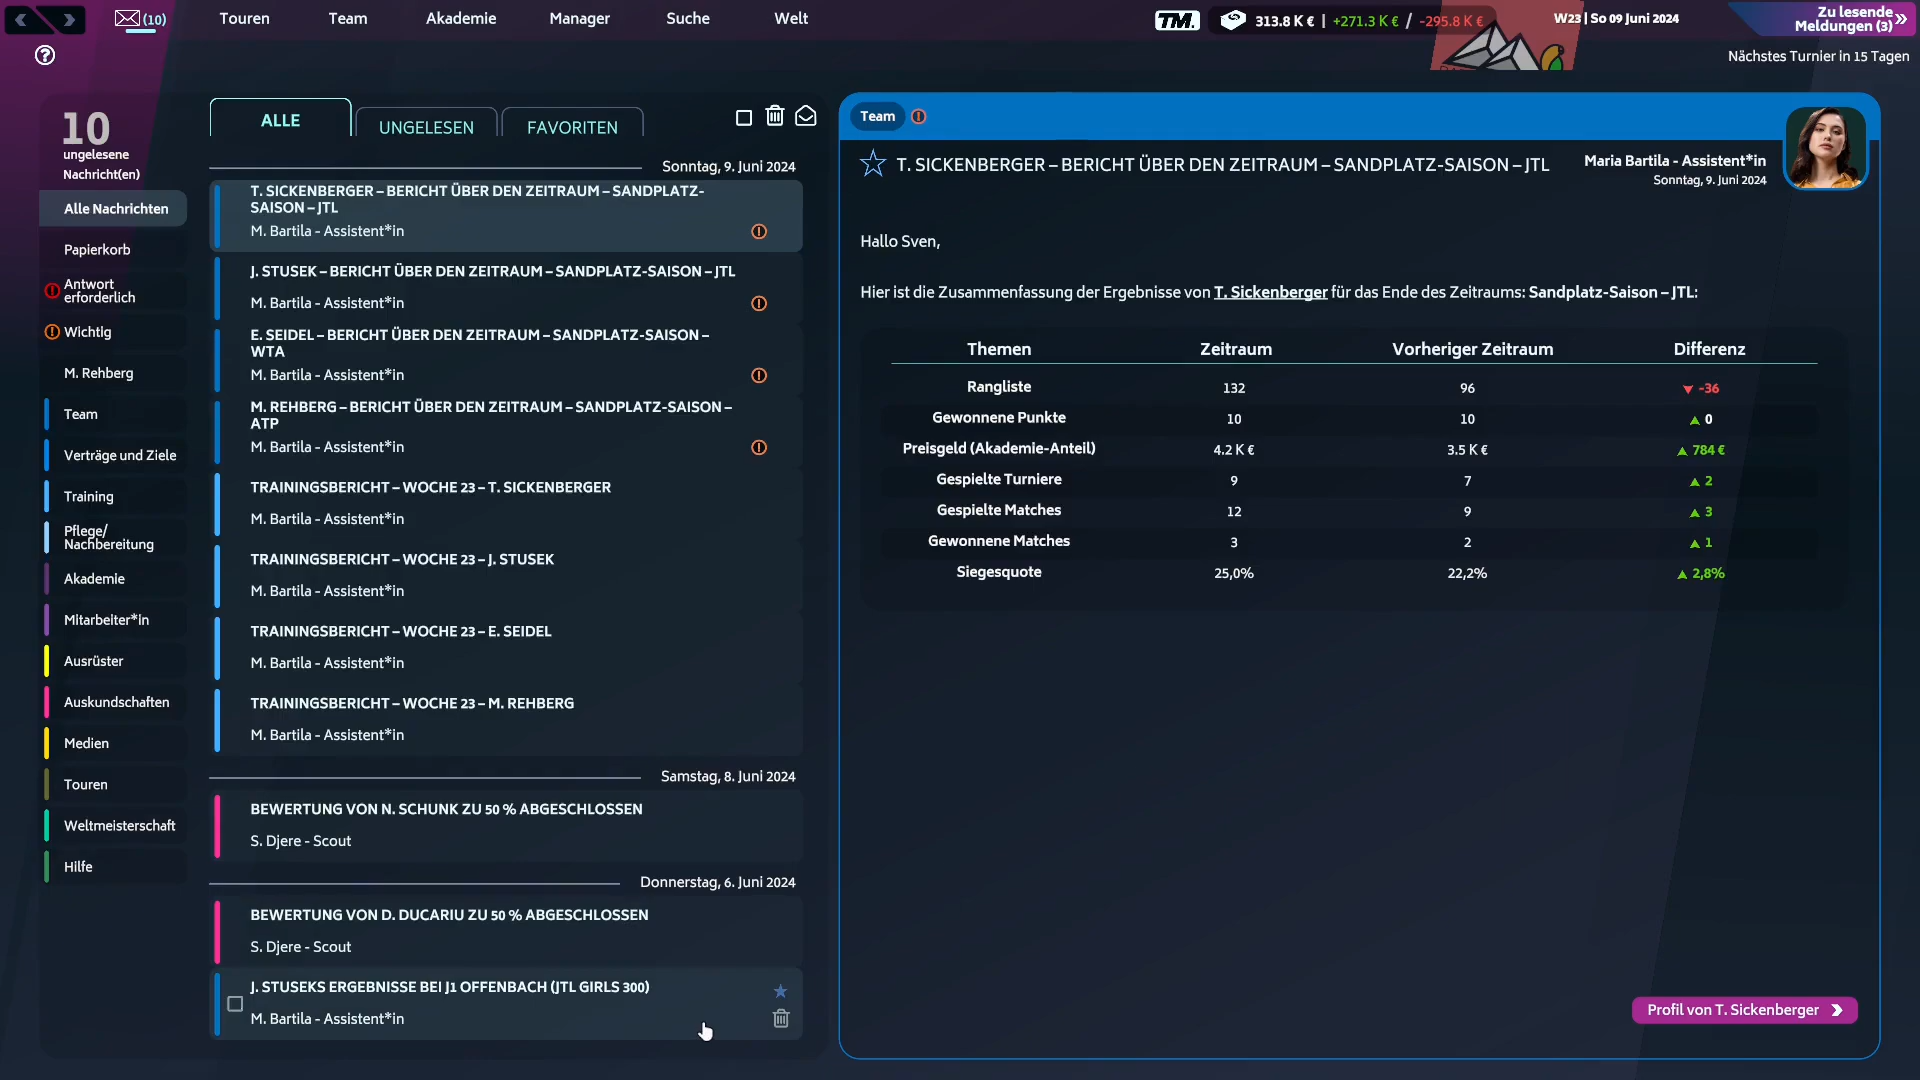 (10)
Touren
Team
Akademie
Manager
Suche
Welt
TM.
313.8 K € | +271.3 K € / -295.8 K €
W23 | So 09 Juni 2024
Zu lesende
Meldungen (3)
Nächstes Turnier in 15 Tagen
10
ungelesene
Nachricht(en)
Alle Nachrichten
Papierkorb
Antwort
erforderlich
Wichtig
M. Rehberg
Team
Verträge und Ziele
Training
Pflege/
Nachbereitung
Akademie
Mitarbeiter*in
Ausrüster
Auskundschaften
Medien
Touren
Weltmeisterschaft
Hilfe
ALLE
UNGELESEN
FAVORITEN
Sonntag, 9. Juni 2024
T. SICKENBERGER – BERICHT ÜBER DEN ZEITRAUM – SANDPLATZ-
SAISON – JTL
M. Bartila - Assistent*in
J. STUSEK – BERICHT ÜBER DEN ZEITRAUM – SANDPLATZ-SAISON – JTL
M. Bartila - Assistent*in
E. SEIDEL – BERICHT ÜBER DEN ZEITRAUM – SANDPLATZ-SAISON –
WTA
M. Bartila - Assistent*in
M. REHBERG – BERICHT ÜBER DEN ZEITRAUM – SANDPLATZ-SAISON –
ATP
M. Bartila - Assistent*in
TRAININGSBERICHT – WOCHE 23 – T. SICKENBERGER
M. Bartila - Assistent*in
TRAININGSBERICHT – WOCHE 23 – J. STUSEK
M. Bartila - Assistent*in
TRAININGSBERICHT – WOCHE 23 – E. SEIDEL
M. Bartila - Assistent*in
TRAININGSBERICHT – WOCHE 23 – M. REHBERG
M. Bartila - Assistent*in
Samstag, 8. Juni 2024
BEWERTUNG VON N. SCHUNK ZU 50 % ABGESCHLOSSEN
S. Djere - Scout
Donnerstag, 6. Juni 2024
BEWERTUNG VON D. DUCARIU ZU 50 % ABGESCHLOSSEN
S. Djere - Scout
J. STUSEKS ERGEBNISSE BEI J1 OFFENBACH (JTL GIRLS 300)
M. Bartila - Assistent*in
Team
T. SICKENBERGER – BERICHT ÜBER DEN ZEITRAUM – SANDPLATZ-SAISON – JTL
Maria Bartila - Assistent*in
Sonntag, 9. Juni 2024
Hallo Sven,
Hier ist die Zusammenfassung der Ergebnisse von T. Sickenberger für das Ende des Zeitraums: Sandplatz-Saison – JTL:
Themen Zeitraum Vorheriger Zeitraum Differenz
Rangliste 132 96 -36
Gewonnene Punkte 10 10 0
Preisgeld (Akademie-Anteil) 4.2 K € 3.5 K € 784 €
Gespielte Turniere 9 7 2
Gespielte Matches 12 9 3
Gewonnene Matches 3 2 1
Siegesquote 25,0% 22,2% 2,8%
Profil von T. Sickenberger